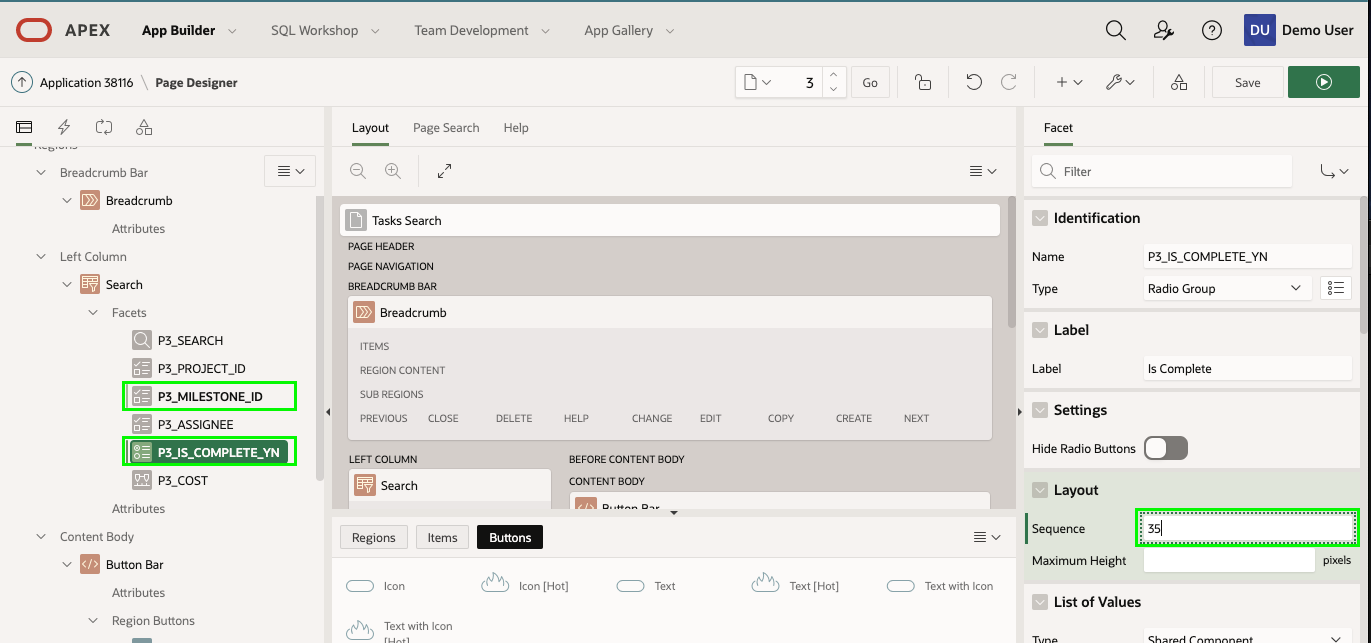 APEX App Builder SQL Workshop Team Development App Gallery DU Demo User
Application 38116 \ Page Designer 3 Go Save
Layout Page Search Help
Facet
Regions
Breadcrumb Bar
Breadcrumb
Attributes
Left Column
Search
Facets
P3_SEARCH
P3_PROJECT_ID
P3_MILESTONE_ID
P3_ASSIGNEE
P3_IS_COMPLETE_YN
P3_COST
Attributes
Content Body
Button Bar
Attributes
Region Buttons
Tasks Search
PAGE HEADER
PAGE NAVIGATION
BREADCRUMB BAR
Breadcrumb
ITEMS
REGION CONTENT
SUB REGIONS
PREVIOUS CLOSE DELETE HELP CHANGE EDIT COPY CREATE NEXT
LEFT COLUMN
Search
BEFORE CONTENT BODY
CONTENT BODY
Button Bar
Regions Items Buttons
Icon Icon [Hot] Text Text [Hot] Text with Icon
Text with Icon
[Hot]
Filter
Identification
Name P3_IS_COMPLETE_YN
Type Radio Group
Label
Label Is Complete
Settings
Hide Radio Buttons
Layout
Sequence 35
Maximum Height pixels
List of Values
Type Shared Component